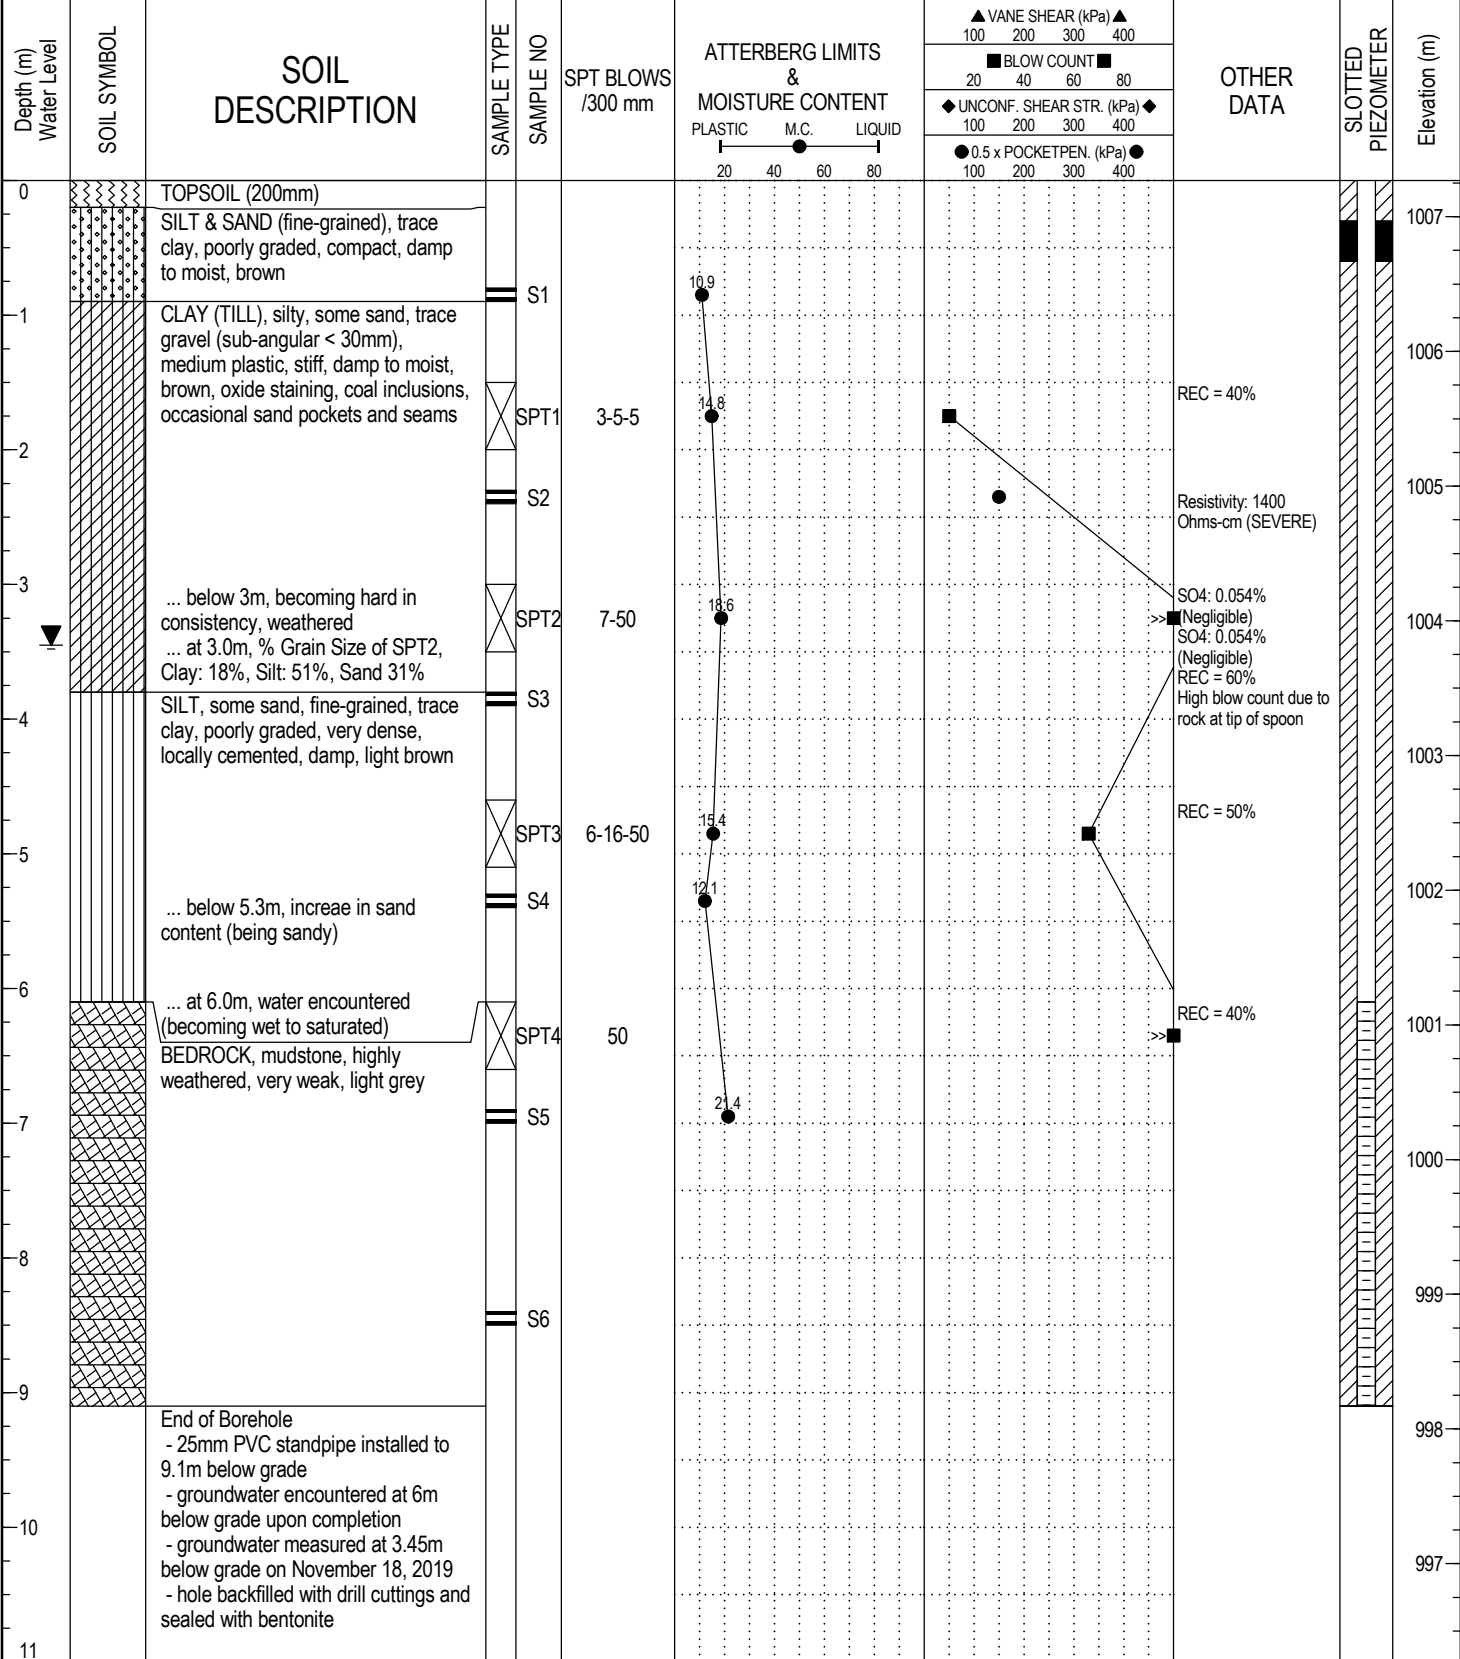 Depth (m)
Water Level
SOIL SYMBOL
SOIL
DESCRIPTION
SAMPLE TYPE
SAMPLE NO
SPT BLOWS
/300 mm
ATTERBERG LIMITS
&
MOISTURE CONTENT
PLASTIC M.C. LIQUID
20 40 60 80
▲ VANE SHEAR (kPa) ▲
100 200 300 400
■ BLOW COUNT ■
20 40 60 80
◆ UNCONF. SHEAR STR. (kPa) ◆
100 200 300 400
● 0.5 x POCKETPEN. (kPa) ●
100 200 300 400
OTHER
DATA
SLOTTED
PIEZOMETER
Elevation (m)
0
TOPSOIL (200mm)
SILT & SAND (fine-grained), trace
clay, poorly graded, compact, damp
to moist, brown
1007
S1
10.9
1
CLAY (TILL), silty, some sand, trace
gravel (sub-angular < 30mm),
medium plastic, stiff, damp to moist,
brown, oxide staining, coal inclusions,
occasional sand pockets and seams
1006
SPT1
3-5-5
14.8
REC = 40%
2
S2
Resistivity: 1400
Ohms-cm (SEVERE)
1005
3
... below 3m, becoming hard in
consistency, weathered
... at 3.0m, % Grain Size of SPT2,
Clay: 18%, Silt: 51%, Sand 31%
SPT2
7-50
18.6
>>
SO4: 0.054%
(Negligible)
SO4: 0.054%
(Negligible)
REC = 60%
High blow count due to
rock at tip of spoon
1004
S3
4
SILT, some sand, fine-grained, trace
clay, poorly graded, very dense,
locally cemented, damp, light brown
1003
SPT3
6-16-50
15.4
REC = 50%
5
S4
12.1
1002
... below 5.3m, increae in sand
content (being sandy)
6
... at 6.0m, water encountered
(becoming wet to saturated)
SPT4
50
>>
REC = 40%
1001
BEDROCK, mudstone, highly
weathered, very weak, light grey
S5
21.4
7
1000
8
999
S6
9
End of Borehole
- 25mm PVC standpipe installed to
9.1m below grade
- groundwater encountered at 6m
below grade upon completion
- groundwater measured at 3.45m
below grade on November 18, 2019
- hole backfilled with drill cuttings and
sealed with bentonite
998
10
997
11